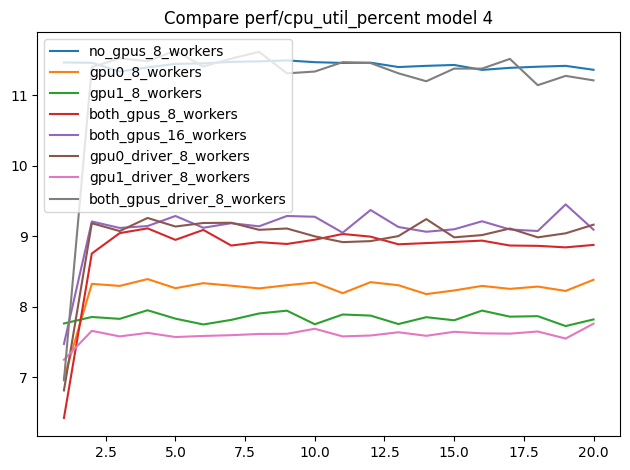 Compare perf/cpu_util_percent model 4
no_gpus_8_workers
gpu0_8_workers
gpu1_8_workers
both_gpus_8_workers
both_gpus_16_workers
gpu0_driver_8_workers
gpu1_driver_8_workers
both_gpus_driver_8_workers
11
10
9
8
7
2.5 5.0 7.5 10.0 12.5 15.0 17.5 20.0